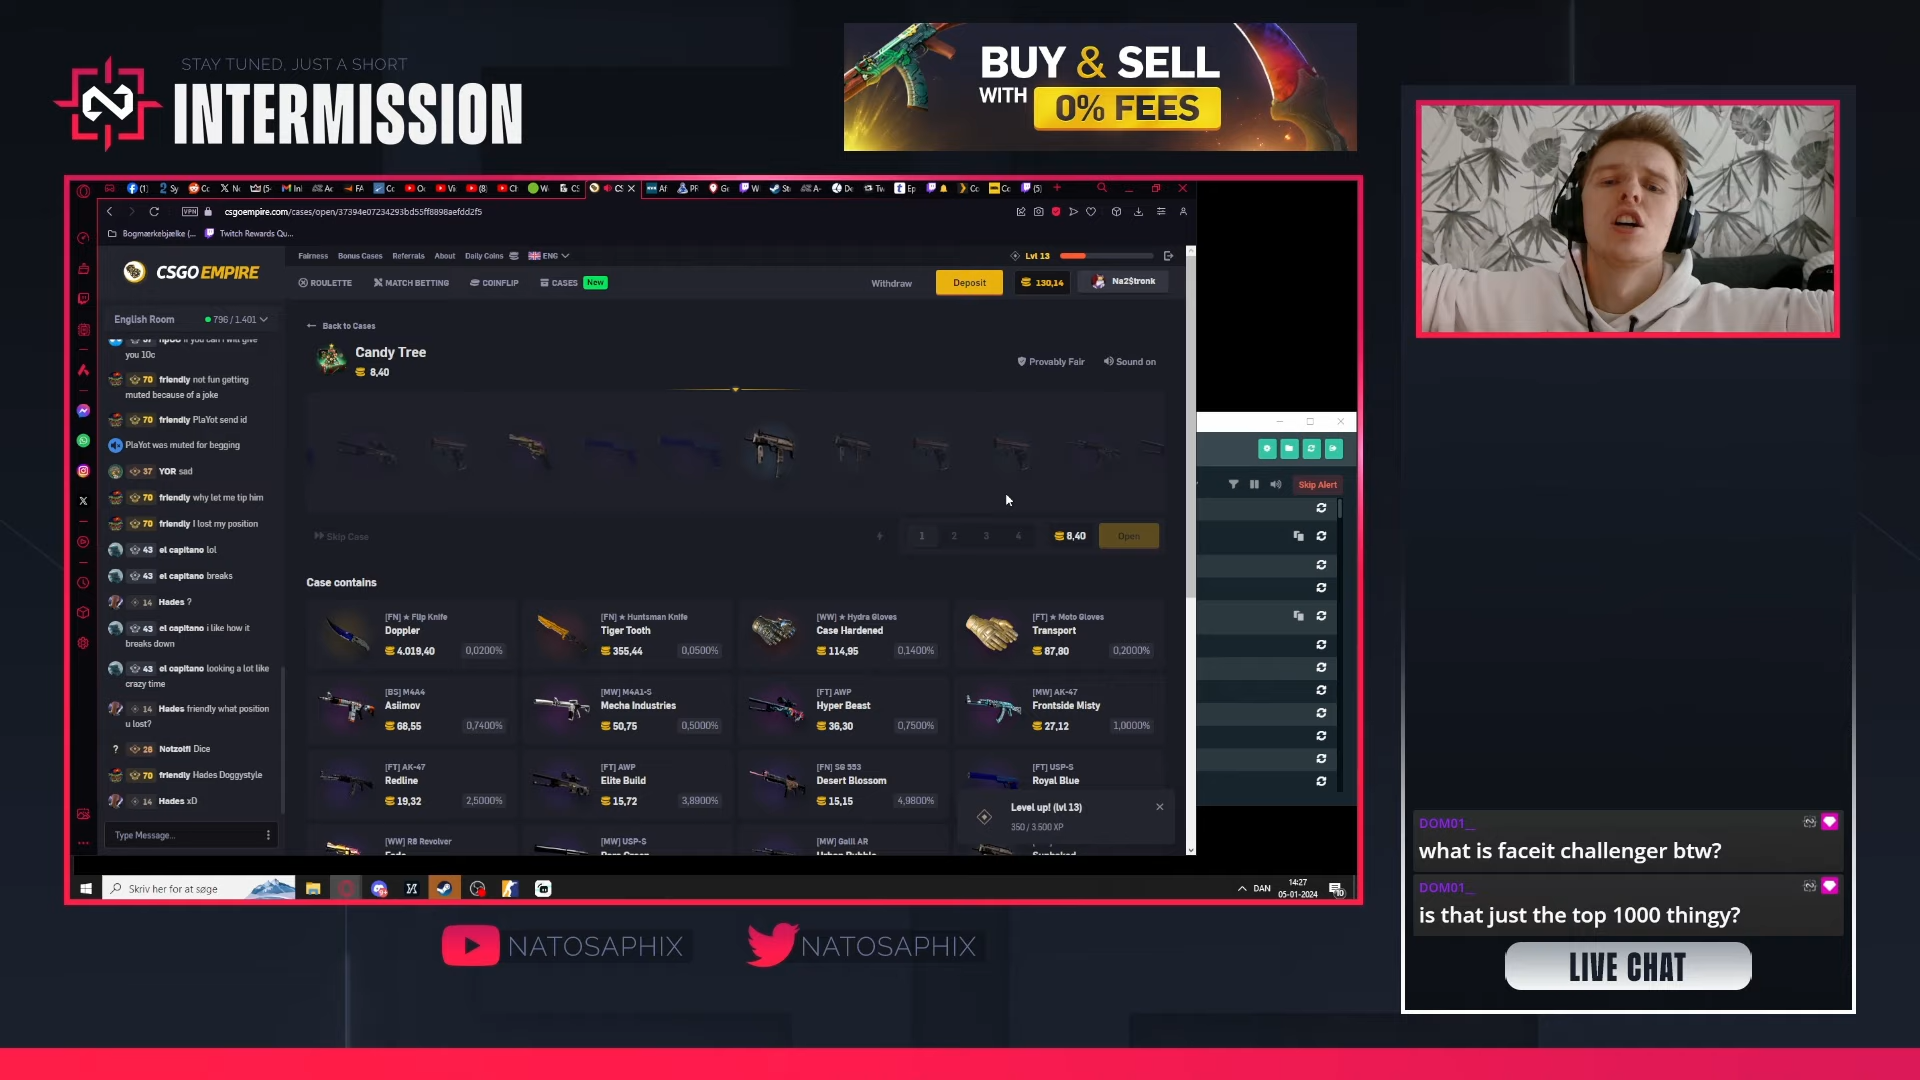 STAY TUNED, JUST A SHORT
INTERMISSION
BUY & SELL
WITH 0% FEES
csgoempire.com/cases/open/37394e07234293bd55ff8898aefdd2f5
VPN
Bogmærkebjælke (...
Twitch Rewards Qu...
CSGOEMPIRE
Fairness
Bonus Cases
Referrals
About
Daily Coins
ENG
Lvl 13
ROULETTE
MATCH BETTING
COINFLIP
CASES
New
Withdraw
Deposit
130,14
Na2$tronk
English Room
796 / 1.401
you 10c
70 friendly not fun getting
muted because of a joke
70 friendly PlaYot send id
PlaYot was muted for begging
37 YOR sad
70 friendly why let me tip him
70 friendly I lost my position
43 el capitano lol
43 el capitano breaks
14 Hades ?
43 el capitano i like how it
breaks down
43 el capitano looking a lot like
crazy time
14 Hades friendly what position
u lost?
? 28 Notzolfi Dice
70 friendly Hades Doggystyle
14 Hades xD
Type Message...
Back to Cases
Candy Tree
8,40
Provably Fair
Sound on
Skip Case
1 2 3 4
8,40
Open
Case contains
[FN] ★ Flip Knife
Doppler
4.019,40
0,0200%
[FN] ★ Huntsman Knife
Tiger Tooth
355,44
0,0500%
[WW] ★ Hydra Gloves
Case Hardened
114,95
0,1400%
[FT] ★ Moto Gloves
Transport
87,80
0,2000%
[BS] M4A4
Asiimov
68,55
0,7400%
[MW] M4A1-S
Mecha Industries
50,75
0,5000%
[FT] AWP
Hyper Beast
36,30
0,7500%
[MW] AK-47
Frontside Misty
27,12
1,0000%
[FT] AK-47
Redline
19,32
2,5000%
[FT] AWP
Elite Build
15,72
3,8900%
[FN] SG 553
Desert Blossom
15,15
4,9800%
[FT] USP-S
Royal Blue
[WW] R8 Revolver
[MW] USP-S
[MW] Galil AR
Level up! (lvl 13)
350 / 3.500 XP
Skip Alert
Skriv her for at søge
DAN
14:27
05-01-2024
NATOSAPHIX
NATOSAPHIX
DOM01__
what is faceit challenger btw?
DOM01__
is that just the top 1000 thingy?
LIVE CHAT